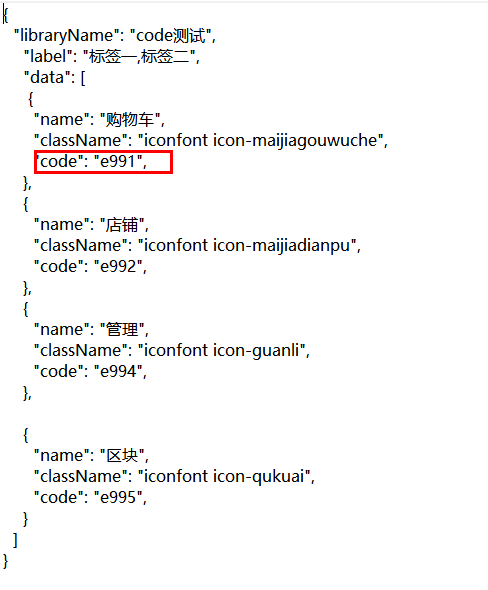 {
"libraryName": "code测试",
"label": "标签一,标签二",
"data": [
{
"name": "购物车",
"className": "iconfont icon-maijiagouwuche",
"code": "e991",
},
{
"name": "店铺",
"className": "iconfont icon-maijiadianpu",
"code": "e992",
},
{
"name": "管理",
"className": "iconfont icon-guanli",
"code": "e994",
},
{
"name": "区块",
"className": "iconfont icon-qukuai",
"code": "e995",
}
]
}